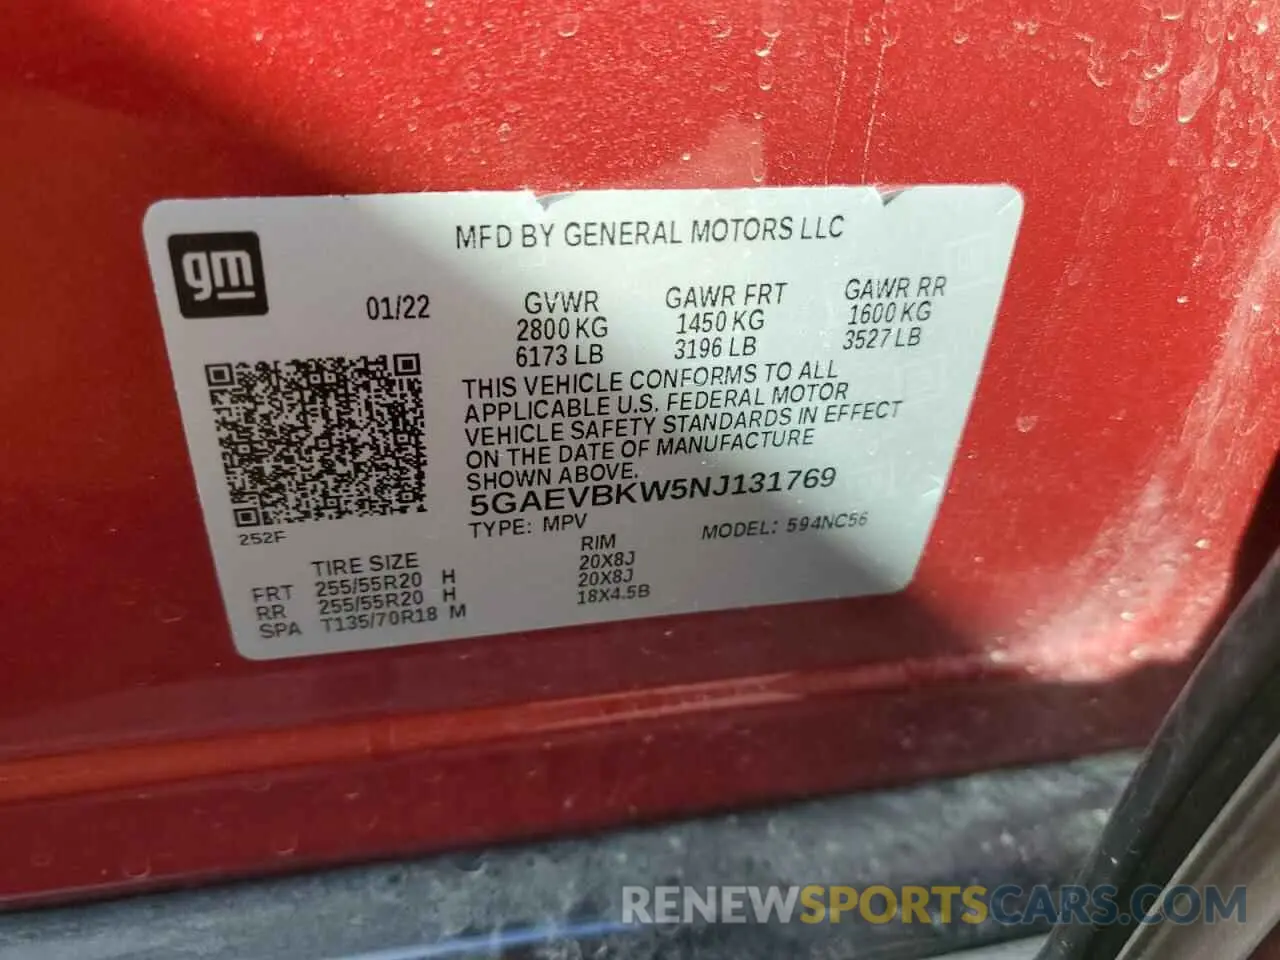 gm
MFD BY GENERAL MOTORS LLC
01/22
GVWR GAWR FRT GAWR RR
2800 KG 1450 KG 1600 KG
6173 LB 3196 LB 3527 LB
THIS VEHICLE CONFORMS TO ALL
APPLICABLE U.S. FEDERAL MOTOR
VEHICLE SAFETY STANDARDS IN EFFECT
ON THE DATE OF MANUFACTURE
SHOWN ABOVE.
5GAEVBKW5NJ131769
252F
TYPE: MPV MODEL: 594NC56
TIRE SIZE RIM
FRT 255/55R20 H 20X8J
RR 255/55R20 H 20X8J
SPA T135/70R18 M 18X4.5B
RENEWSPORTSCARS.COM